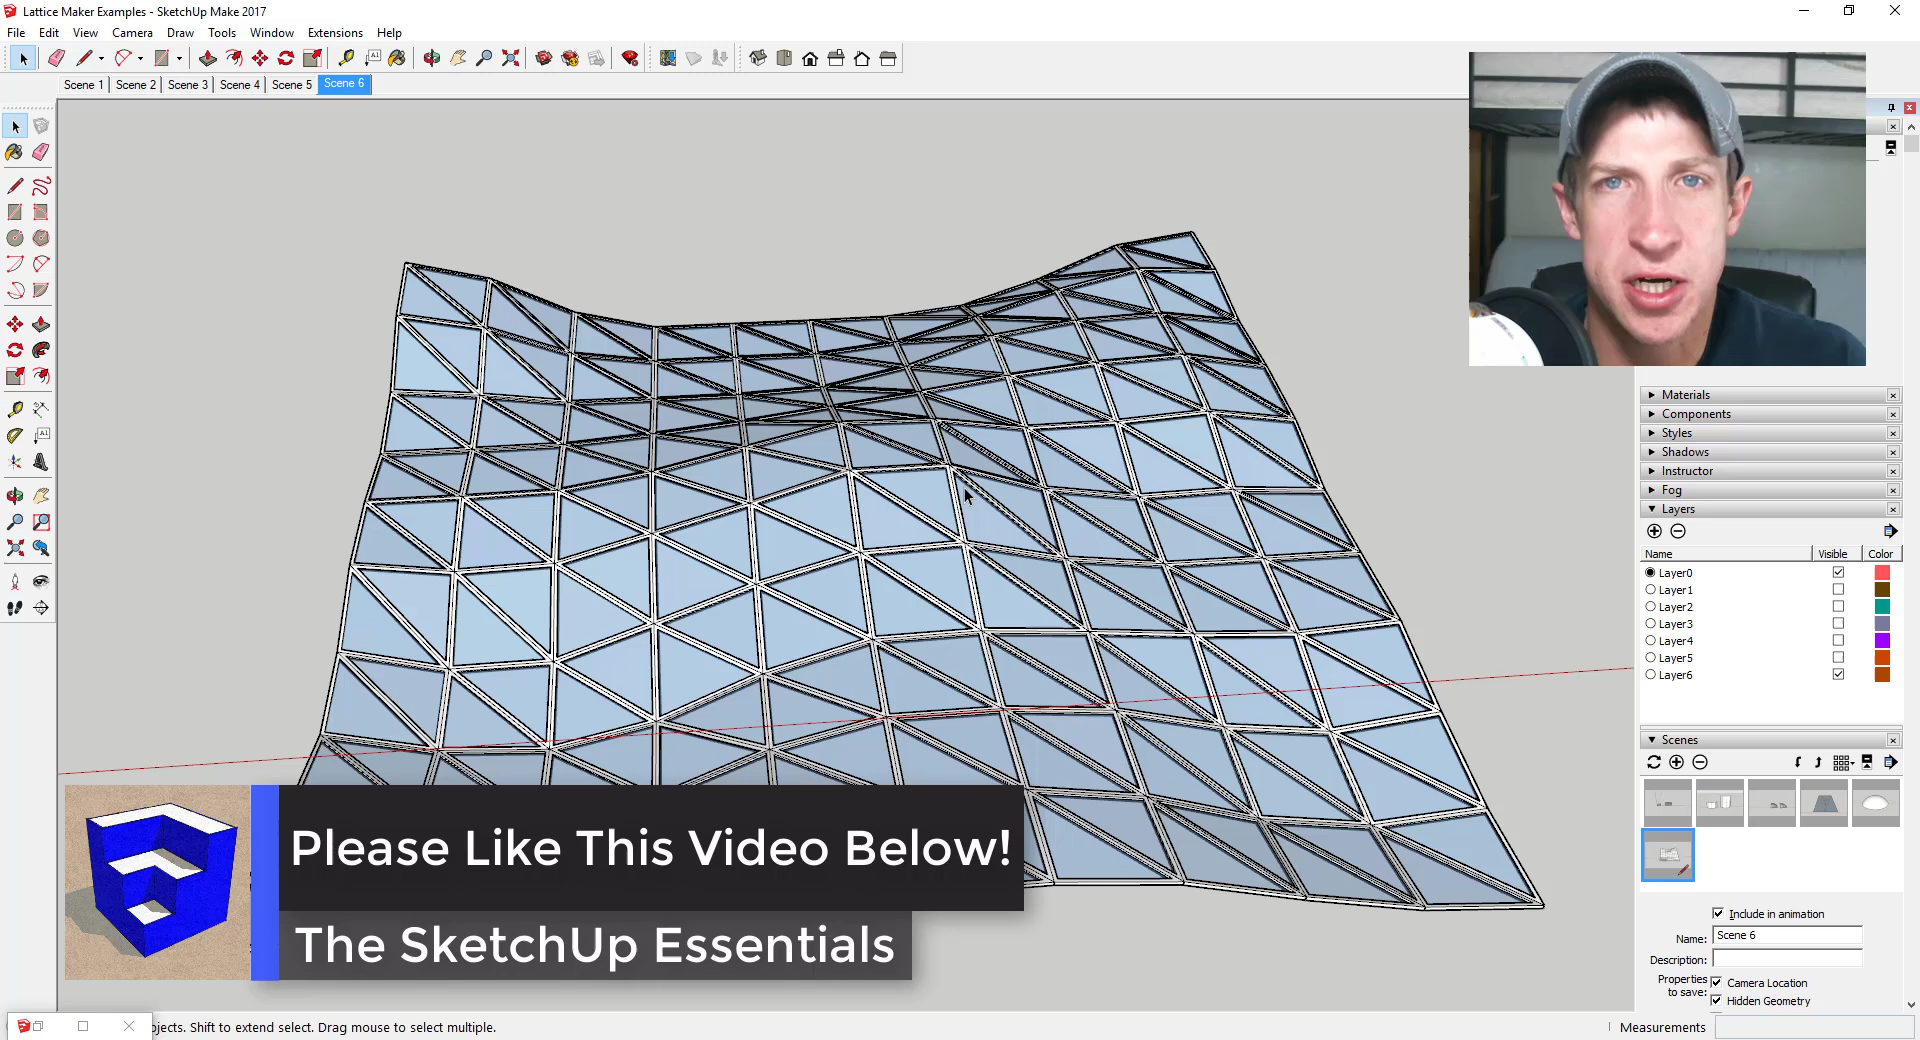 Lattice Maker Examples - SketchUp Make 2017
File Edit View Camera Draw Tools Window Extensions Help
Scene 1 Scene 2 Scene 3 Scene 4 Scene 5 Scene 6
Materials
Components
Styles
Shadows
Instructor
Fog
Layers
Name Visible Color
Layer0
Layer1
Layer2
Layer3
Layer4
Layer5
Layer6
Scenes
Include in animation
Name: Scene 6
Description:
Properties to save: Camera Location
Hidden Geometry
Please Like This Video Below!
The SketchUp Essentials
bjects. Shift to extend select. Drag mouse to select multiple.
Measurements